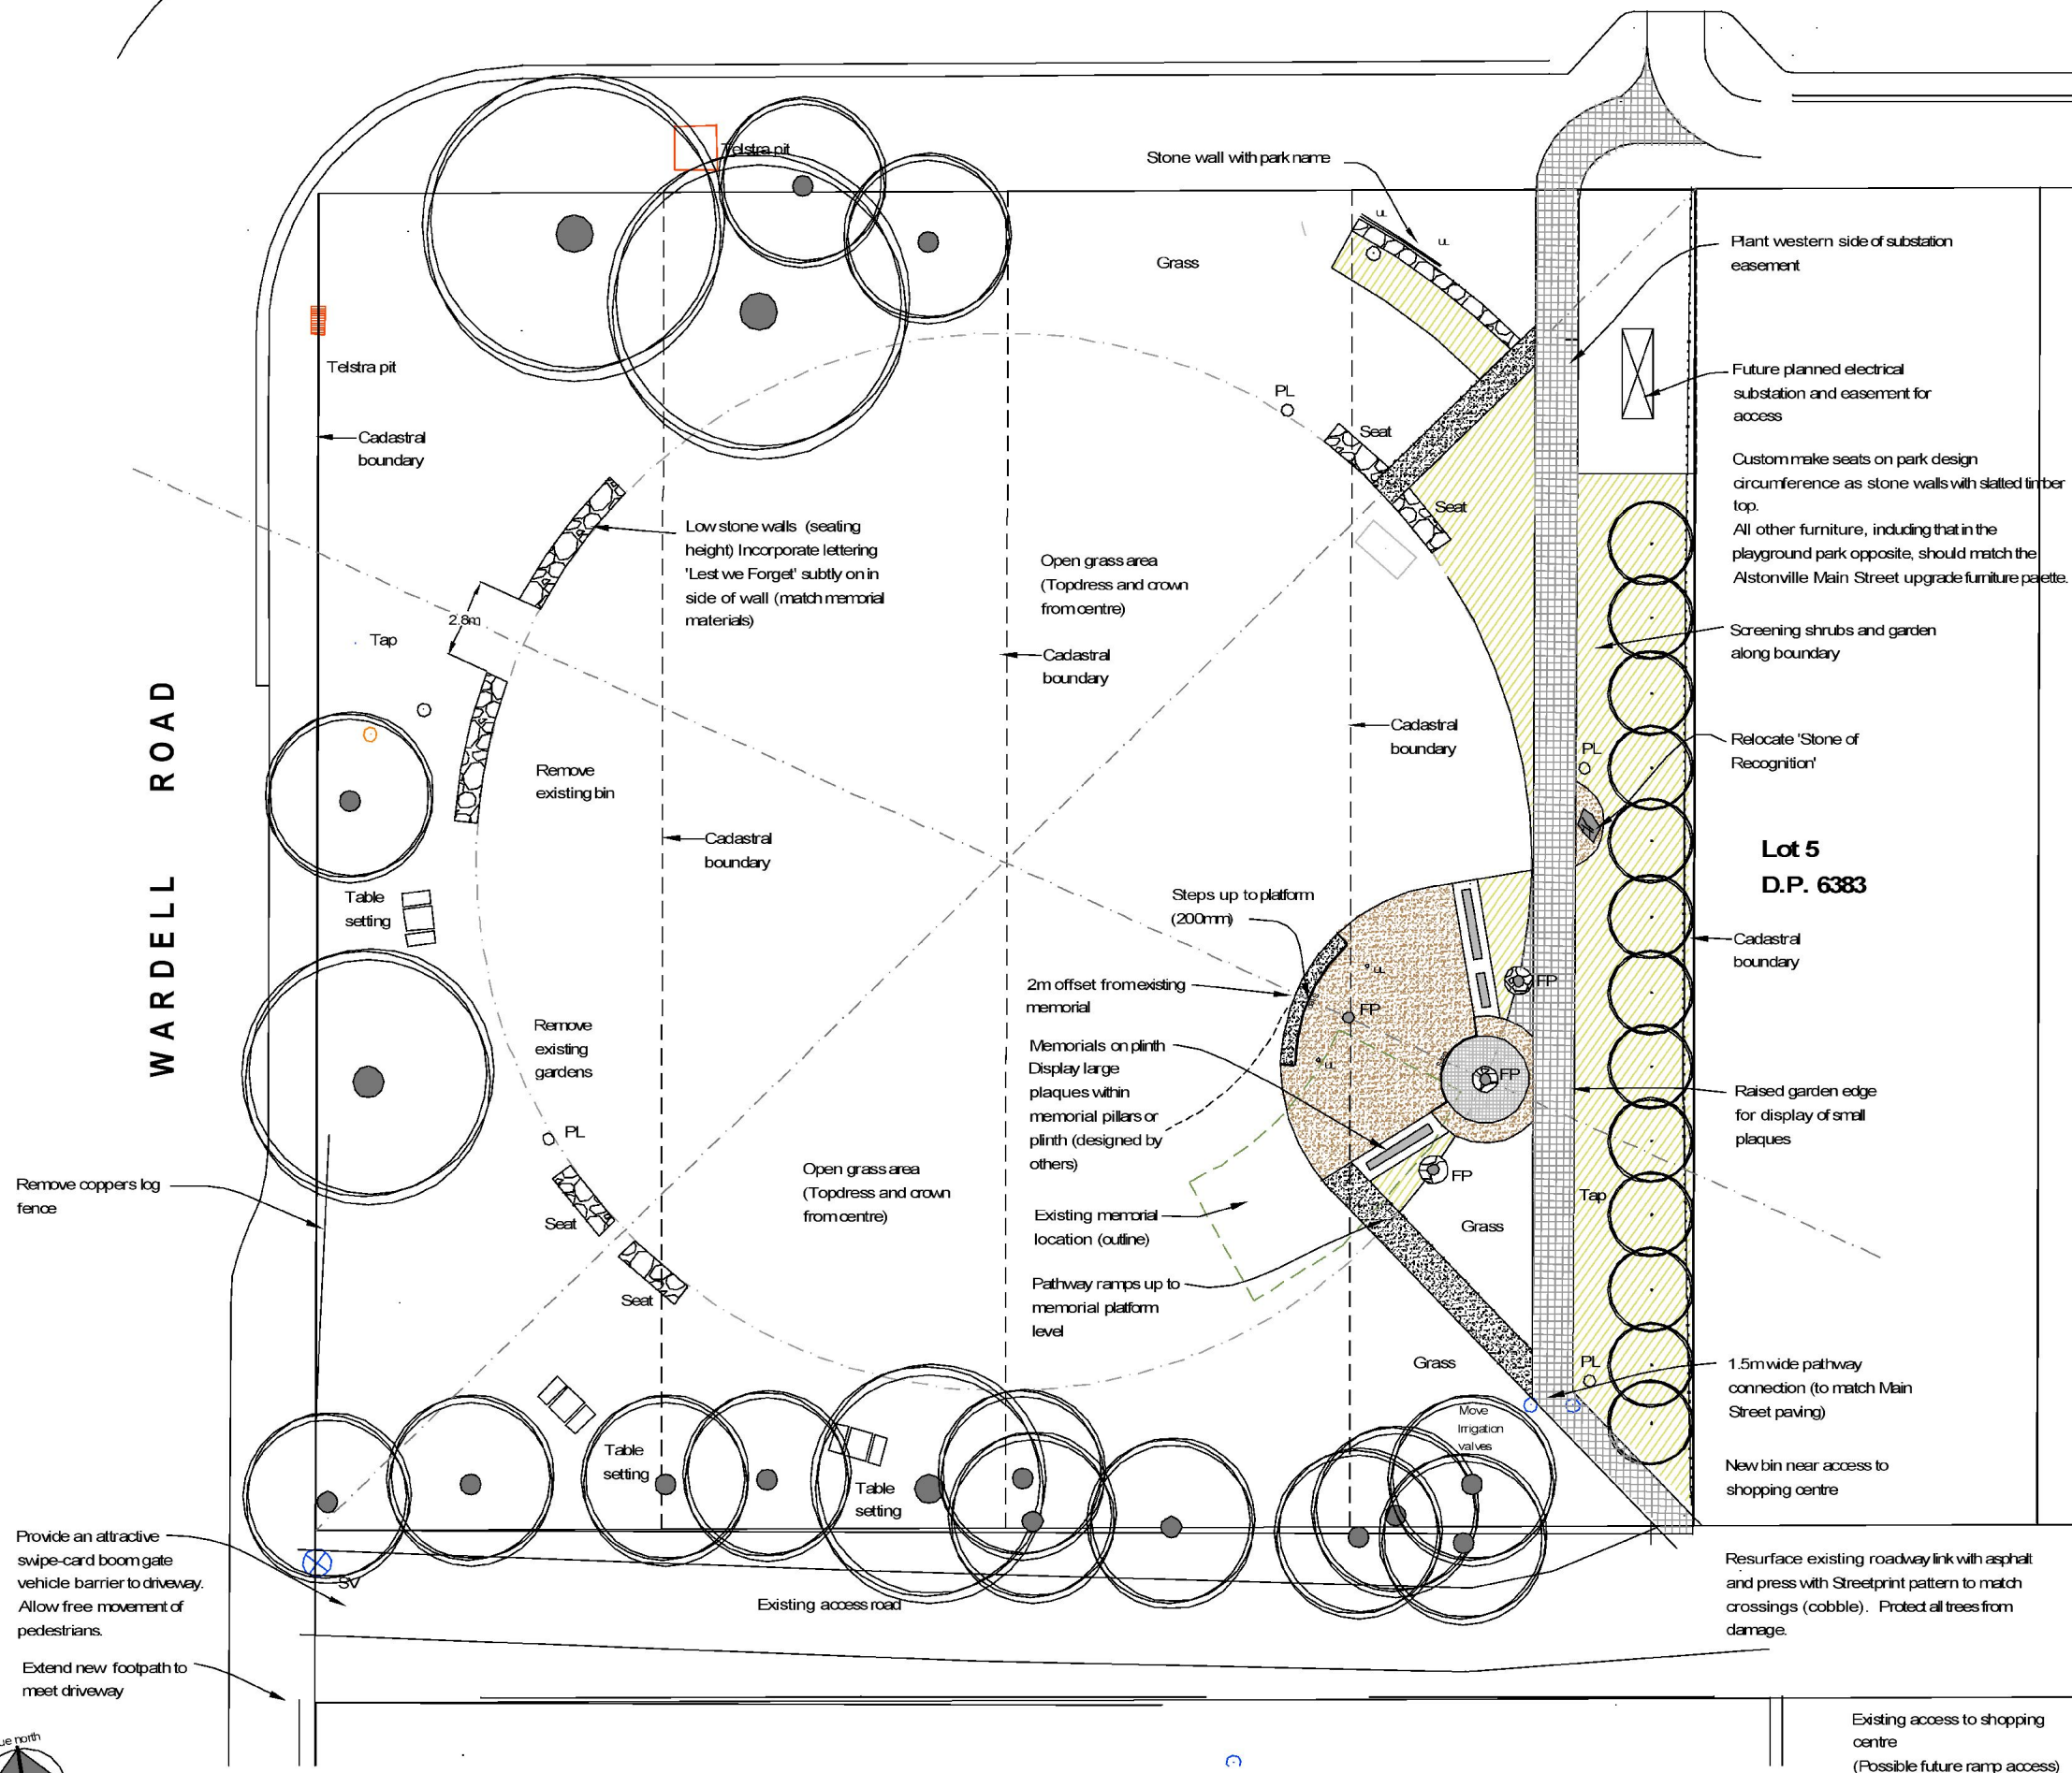 Telstra pit
Stone wall with park name
UL
UL
Grass
Plant western side of substation
easement
Telstra pit
Future planned electrical
substation and easement for
access
PL
Seat
Cadastral
boundary
Custom make seats on park design
circumference as stone walls with slatted timber
top.
All other furniture, including that in the
playground park opposite, should match the
Alstonville Main Street upgrade furniture palette.
Seat
Low stone walls (seating
height) Incorporate lettering
'Lest we Forget' subtly on in
side of wall (match memorial
materials)
Open grass area
(Topdress and crown
from centre)
2.8m
Tap
Screening shrubs and garden
along boundary
Cadastral
boundary
WARDELL ROAD
Cadastral
boundary
PL
Relocate 'Stone of
Recognition'
Remove
existing bin
Cadastral
boundary
Lot 5
D.P. 6383
Table
setting
Steps up to platform
(200mm)
Cadastral
boundary
UL
FP
2m offset from existing
memorial
FP
Remove
existing
gardens
Memorials on plinth
Display large
plaques within
memorial pillars or
plinth (designed by
others)
UL
FP
Raised garden edge
for display of small
plaques
PL
Open grass area
(Topdress and crown
from centre)
FP
Remove coppers log
fence
Tap
Seat
Existing memorial
location (outline)
Grass
Pathway ramps up to
memorial platform
level
Seat
Grass
PL
1.5m wide pathway
connection (to match Main
Street paving)
Move
Irrigation
valves
Table
setting
Table
setting
New bin near access to
shopping centre
Provide an attractive
swipe-card boom gate
vehicle barrier to driveway.
Allow free movement of
pedestrians.
SV
Existing access road
Resurface existing roadway link with asphalt
and press with Streetprint pattern to match
crossings (cobble). Protect all trees from
damage.
Extend new footpath to
meet driveway
Existing access to shopping
centre
(Possible future ramp access)
ue north